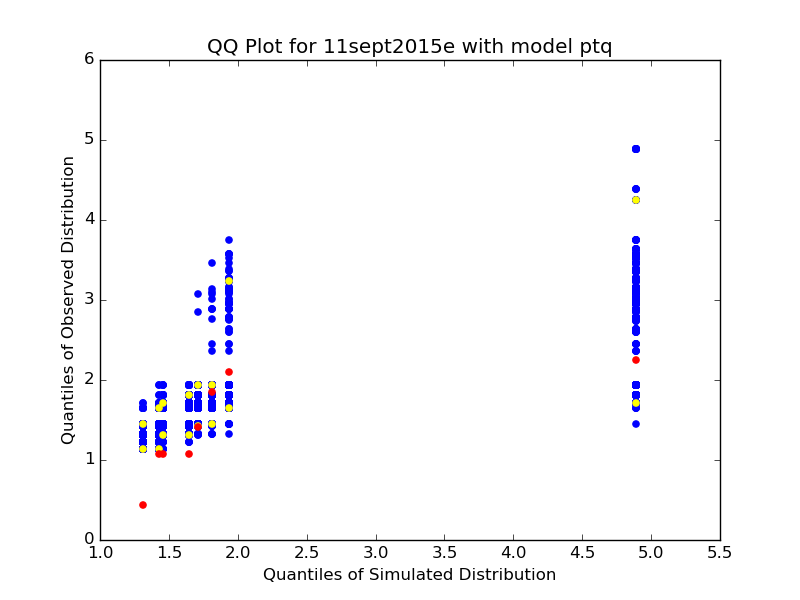 QQ Plot for 11sept2015e with model ptq
6
5
4
3
2
1
0
Quantiles of Observed Distribution
1.0 1.5 2.0 2.5 3.0 3.5 4.0 4.5 5.0 5.5
Quantiles of Simulated Distribution